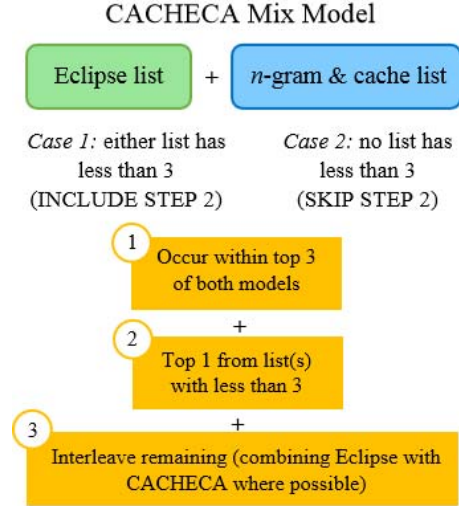 CACHECA Mix Model
Eclipse list + n-gram & cache list
Case 1: either list has
less than 3
(INCLUDE STEP 2)
Case 2: no list has
less than 3
(SKIP STEP 2)
1
Occur within top 3
of both models
+
2
Top 1 from list(s)
with less than 3
+
3
Interleave remaining (combining Eclipse with
CACHECA where possible)